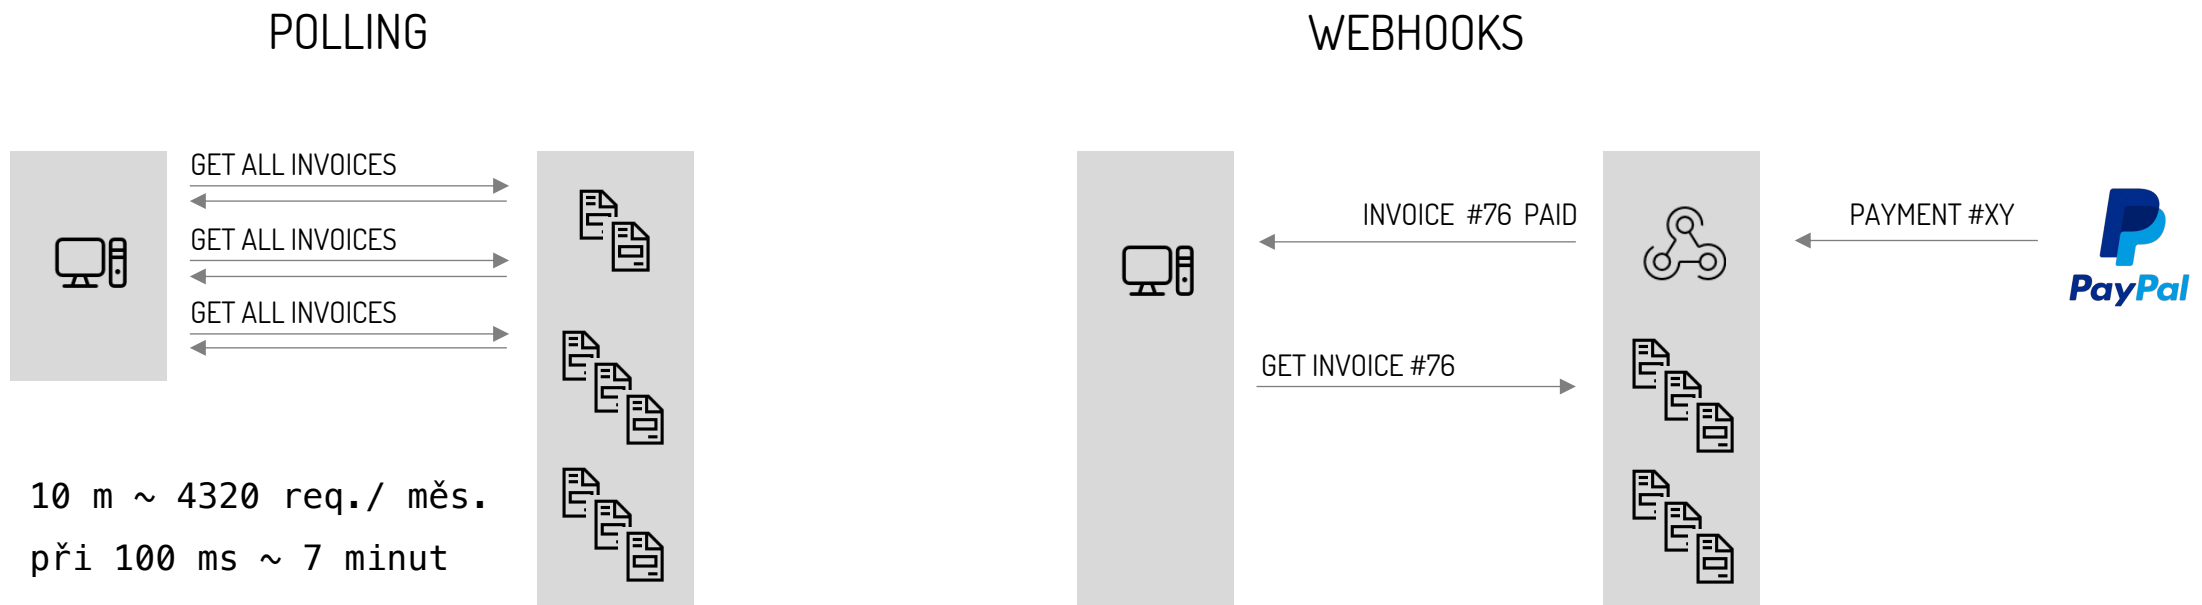 POLLING
GET ALL INVOICES
GET ALL INVOICES
GET ALL INVOICES
10 m ~ 4320 req./ měs.
při 100 ms ~ 7 minut
WEBHOOKS
INVOICE #76 PAID
PAYMENT #XY
PayPal
GET INVOICE #76